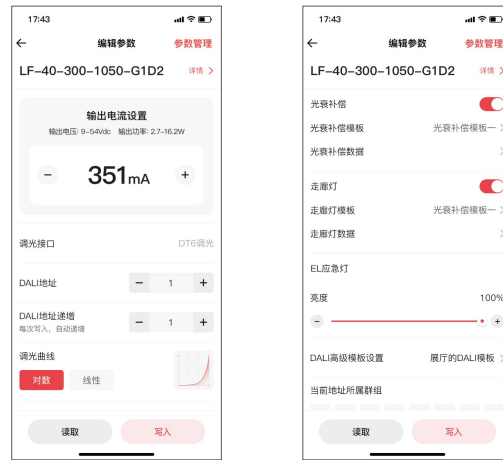 17:43
编辑参数
参数管理
LF-40-300-1050-G1D2
详情
输出电流设置
输出电压: 9-54Vdc 输出功率: 2.7-16.2W
351mA
调光接口
DT6调光
DALI地址
1
DALI地址递增
每次写入，自动递增
1
调光曲线
对数
线性
读取
写入
17:43
编辑参数
参数管理
LF-40-300-1050-G1D2
详情
光衰补偿
光衰补偿模板
光衰补偿模板一
光衰补偿数据
走廊灯
走廊灯模板
光衰补偿模板一
走廊灯数据
EL应急灯
亮度
100%
DALI高级模板设置
展厅的DALI模板
当前地址所属群组
读取
写入